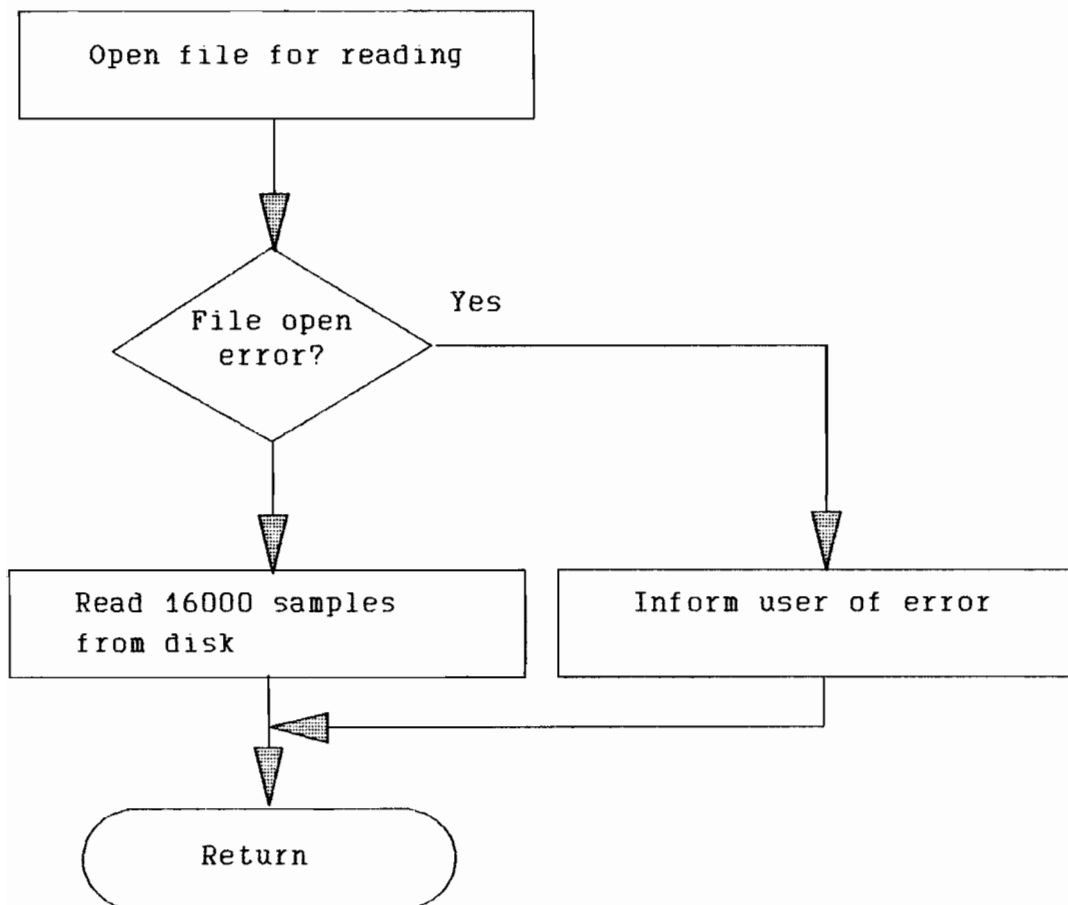 Open file for reading
Yes
File open
error?
Read 16000 samples
from disk
Inform user of error
Return